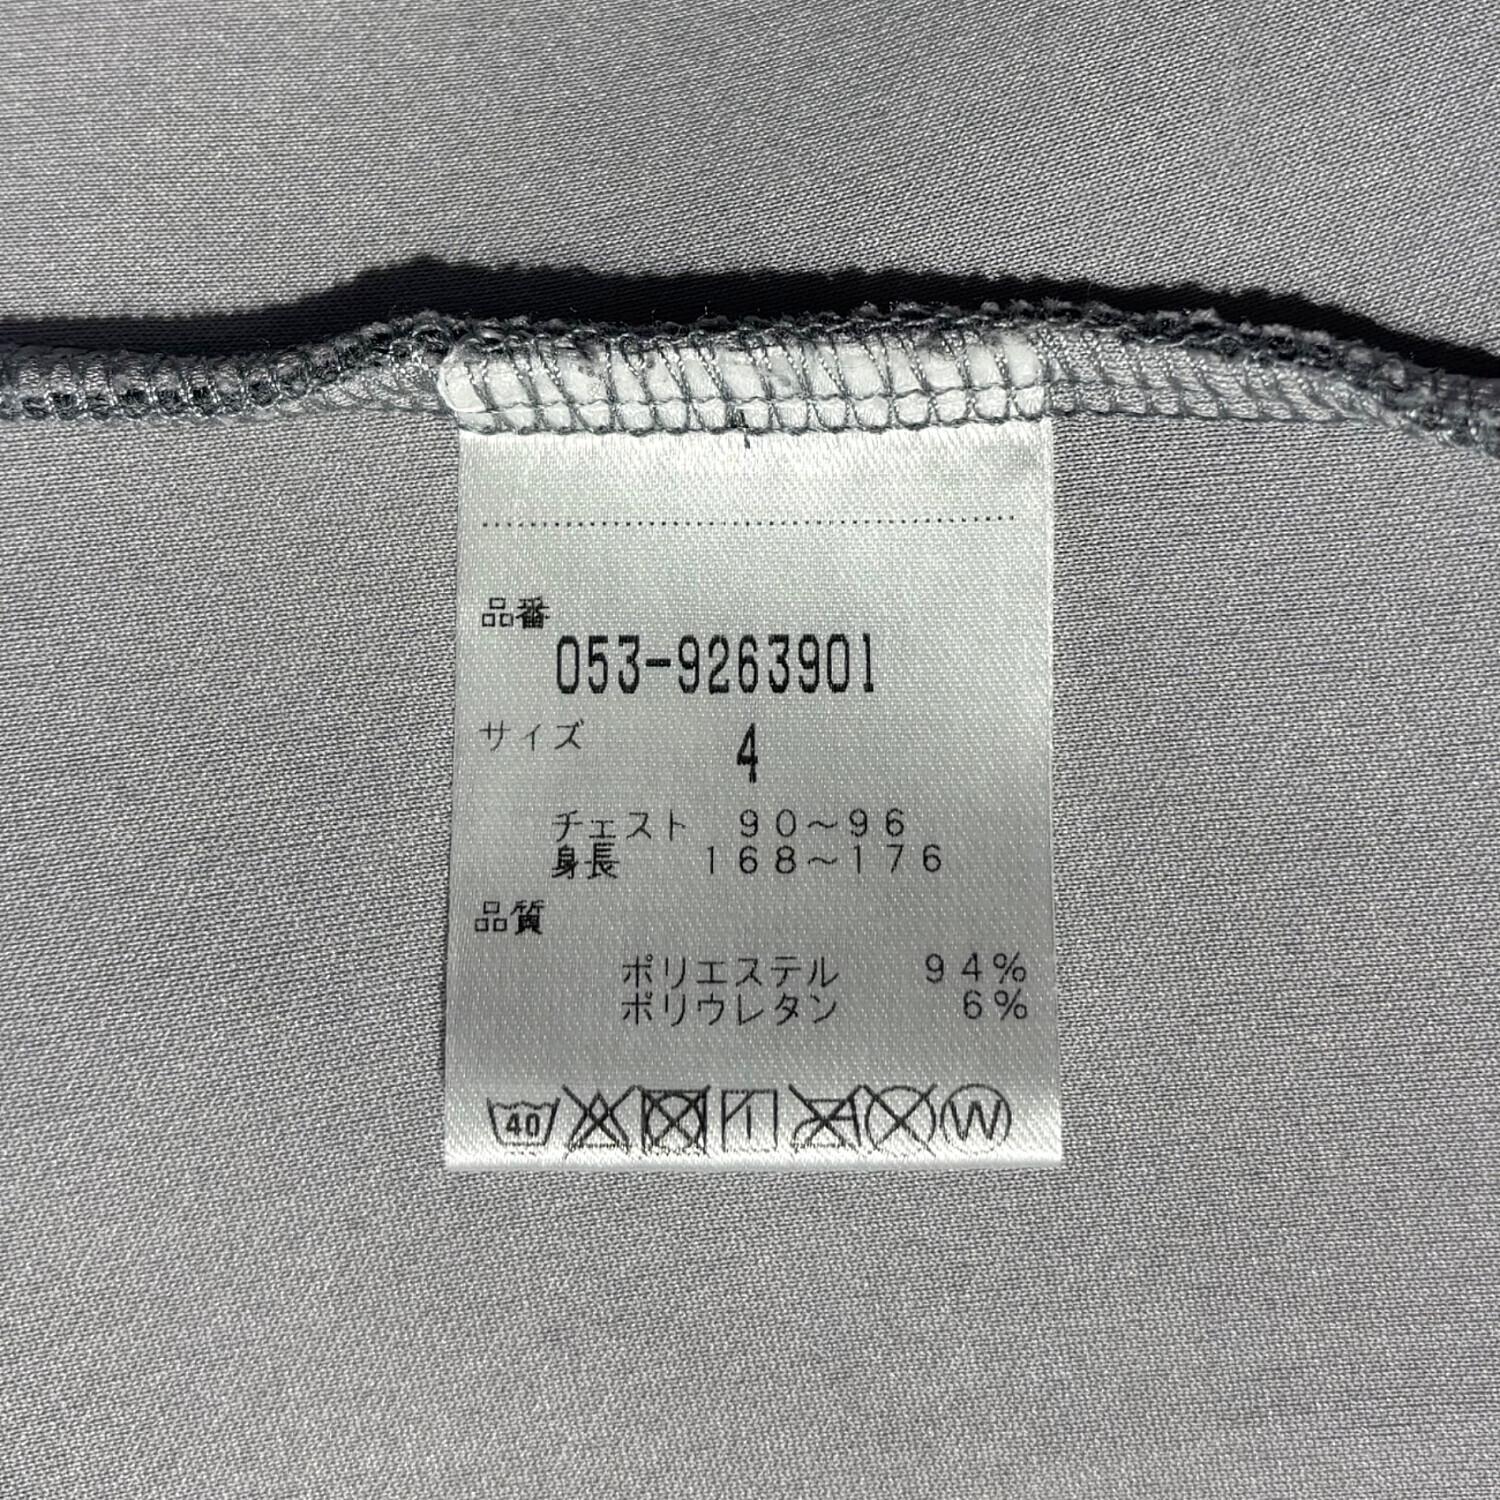 品番
053-9263901
サイズ 4
チェスト 90～96
身長 168～176
品質
ポリエステル 94%
ポリウレタン 6%
40 W